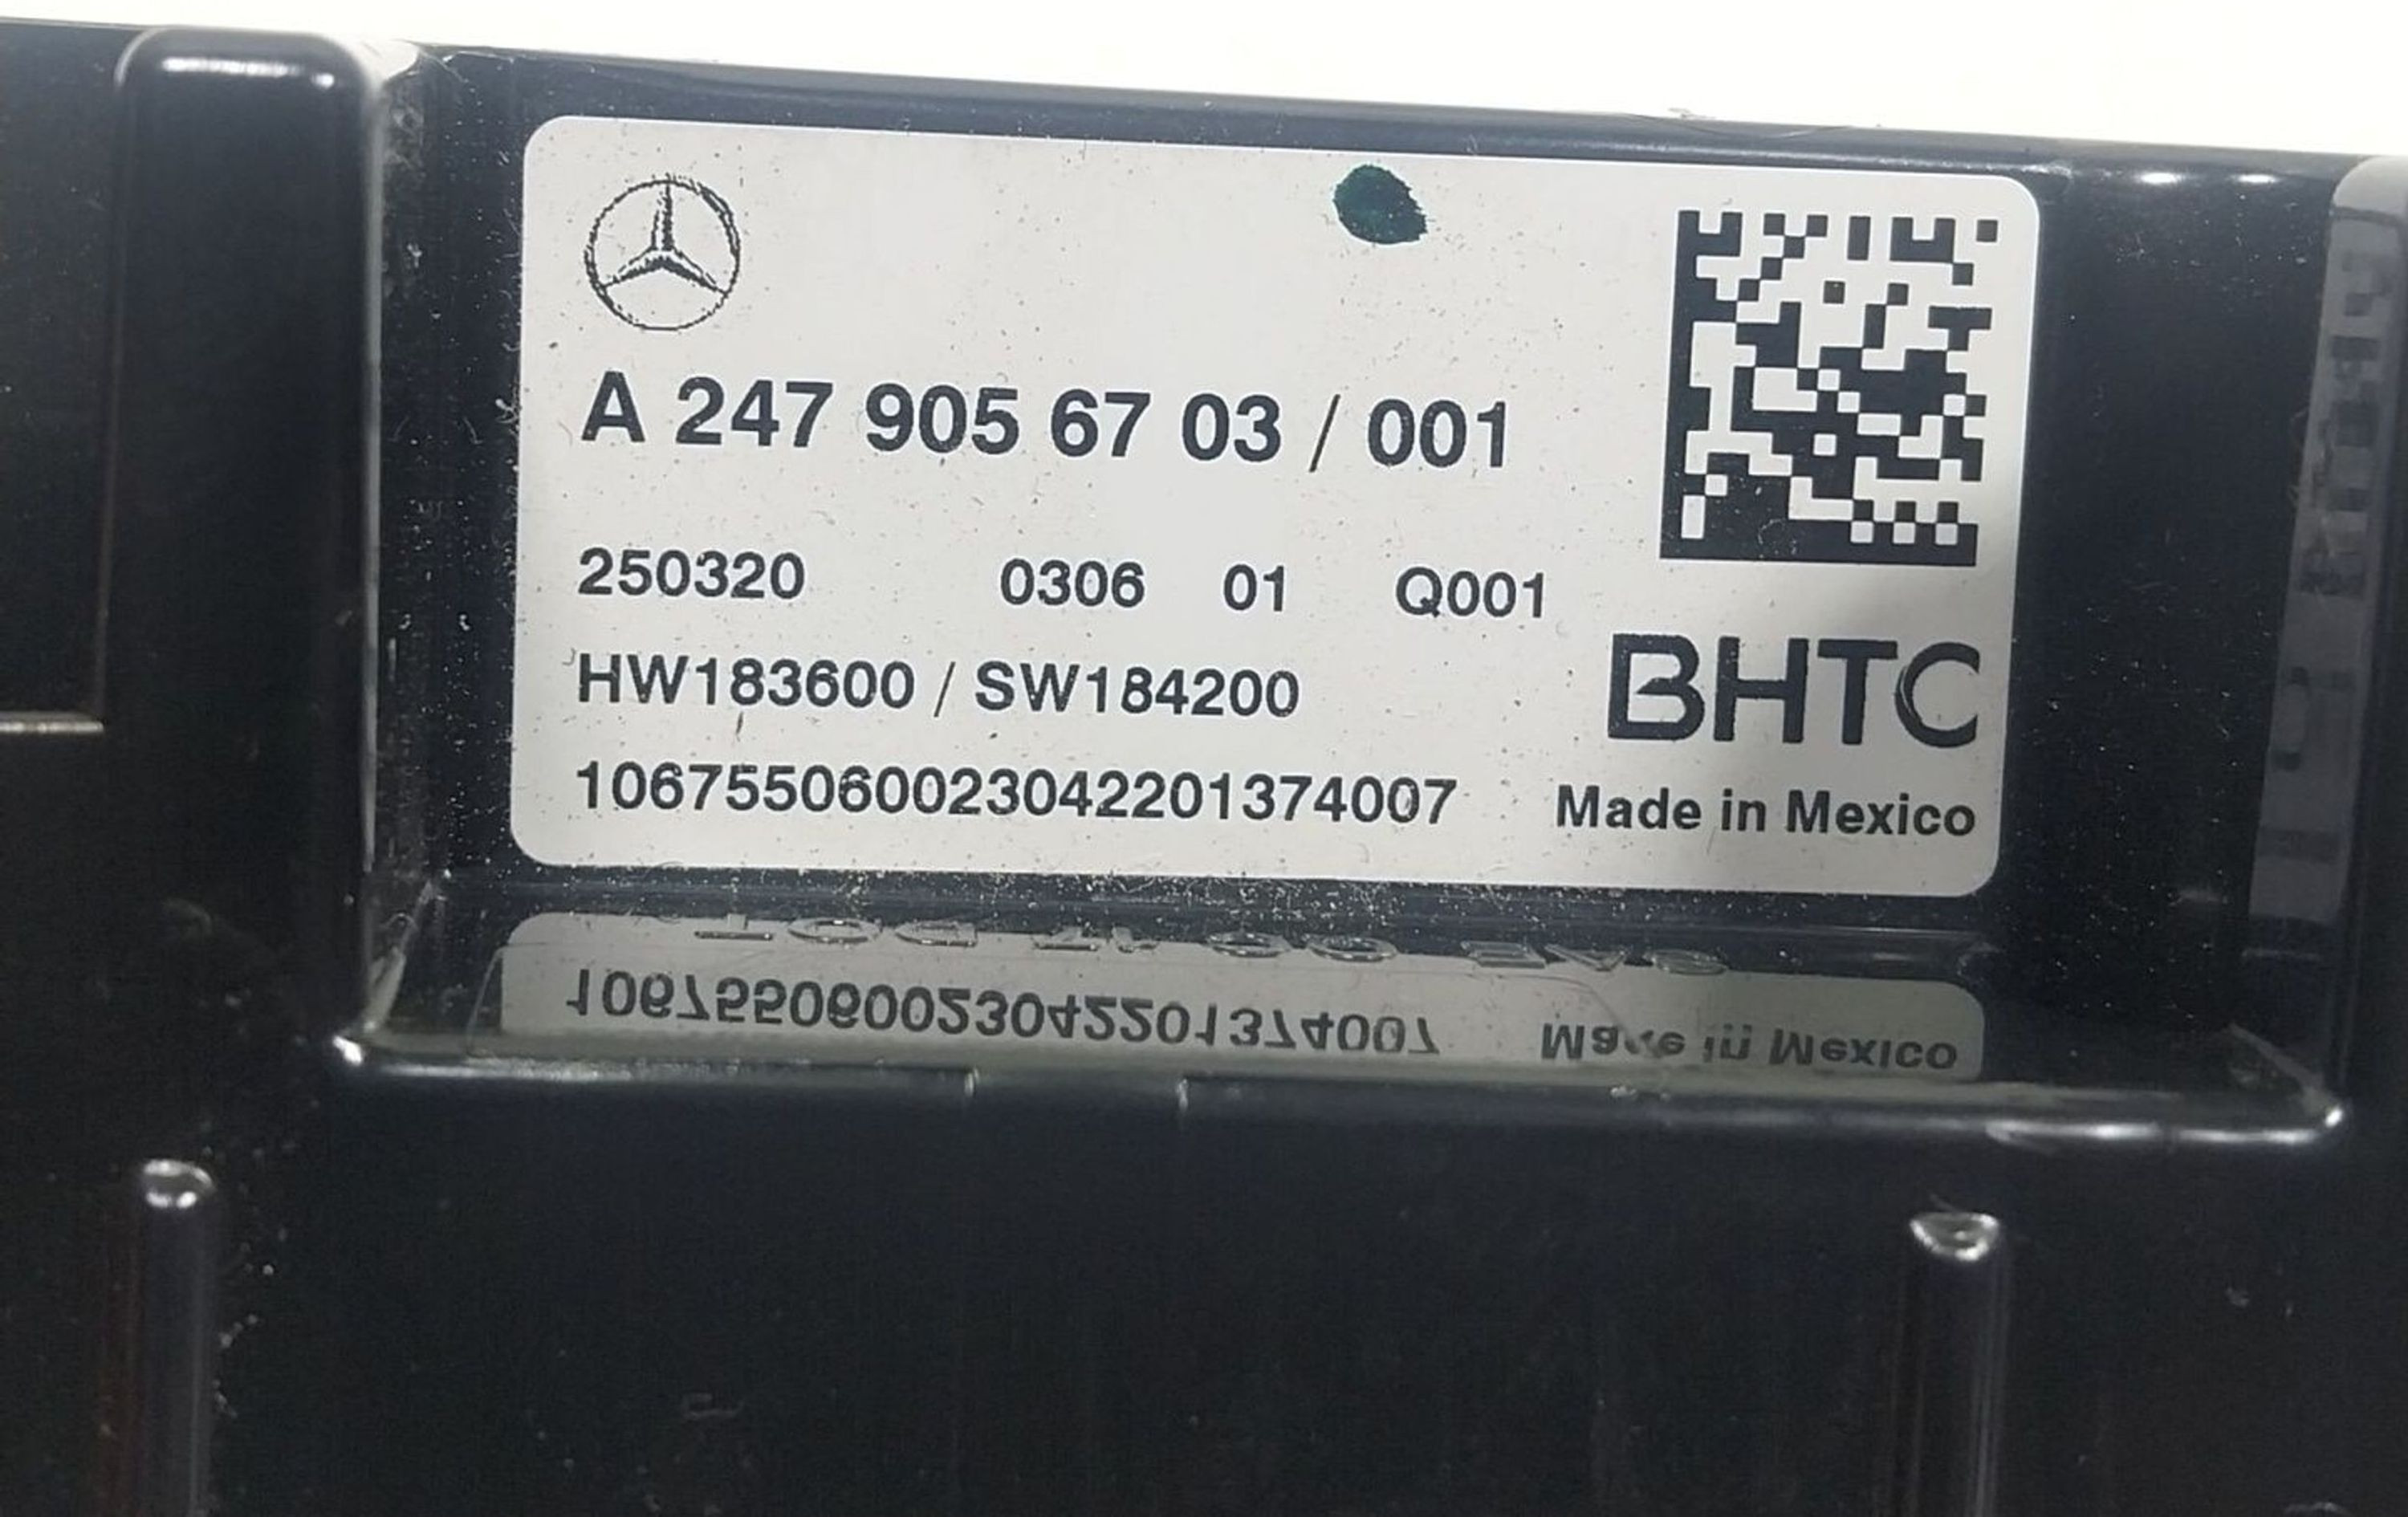 A 247 905 67 03 / 001
250320 0306 01 Q001
HW183600 / SW184200
BHTC
106755060023042201374007 Made in Mexico